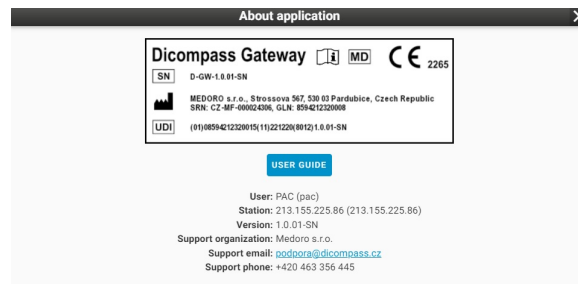 About application
Dicompass Gateway i MD CE 2265
SN D-GW-1.0.01-SN
MEDORO s.r.o., Strossova 567, 530 03 Pardubice, Czech Republic
SRN: CZ-MF-000024306, GLN: 8594212320008
UDI (01)08594212320015(11)221220(8012)1.0.01-SN
USER GUIDE
User: PAC (pac)
Station: 213.155.225.86 (213.155.225.86)
Version: 1.0.01-SN
Support organization: Medoro s.r.o.
Support email: podpora@dicompass.cz
Support phone: +420 463 356 445